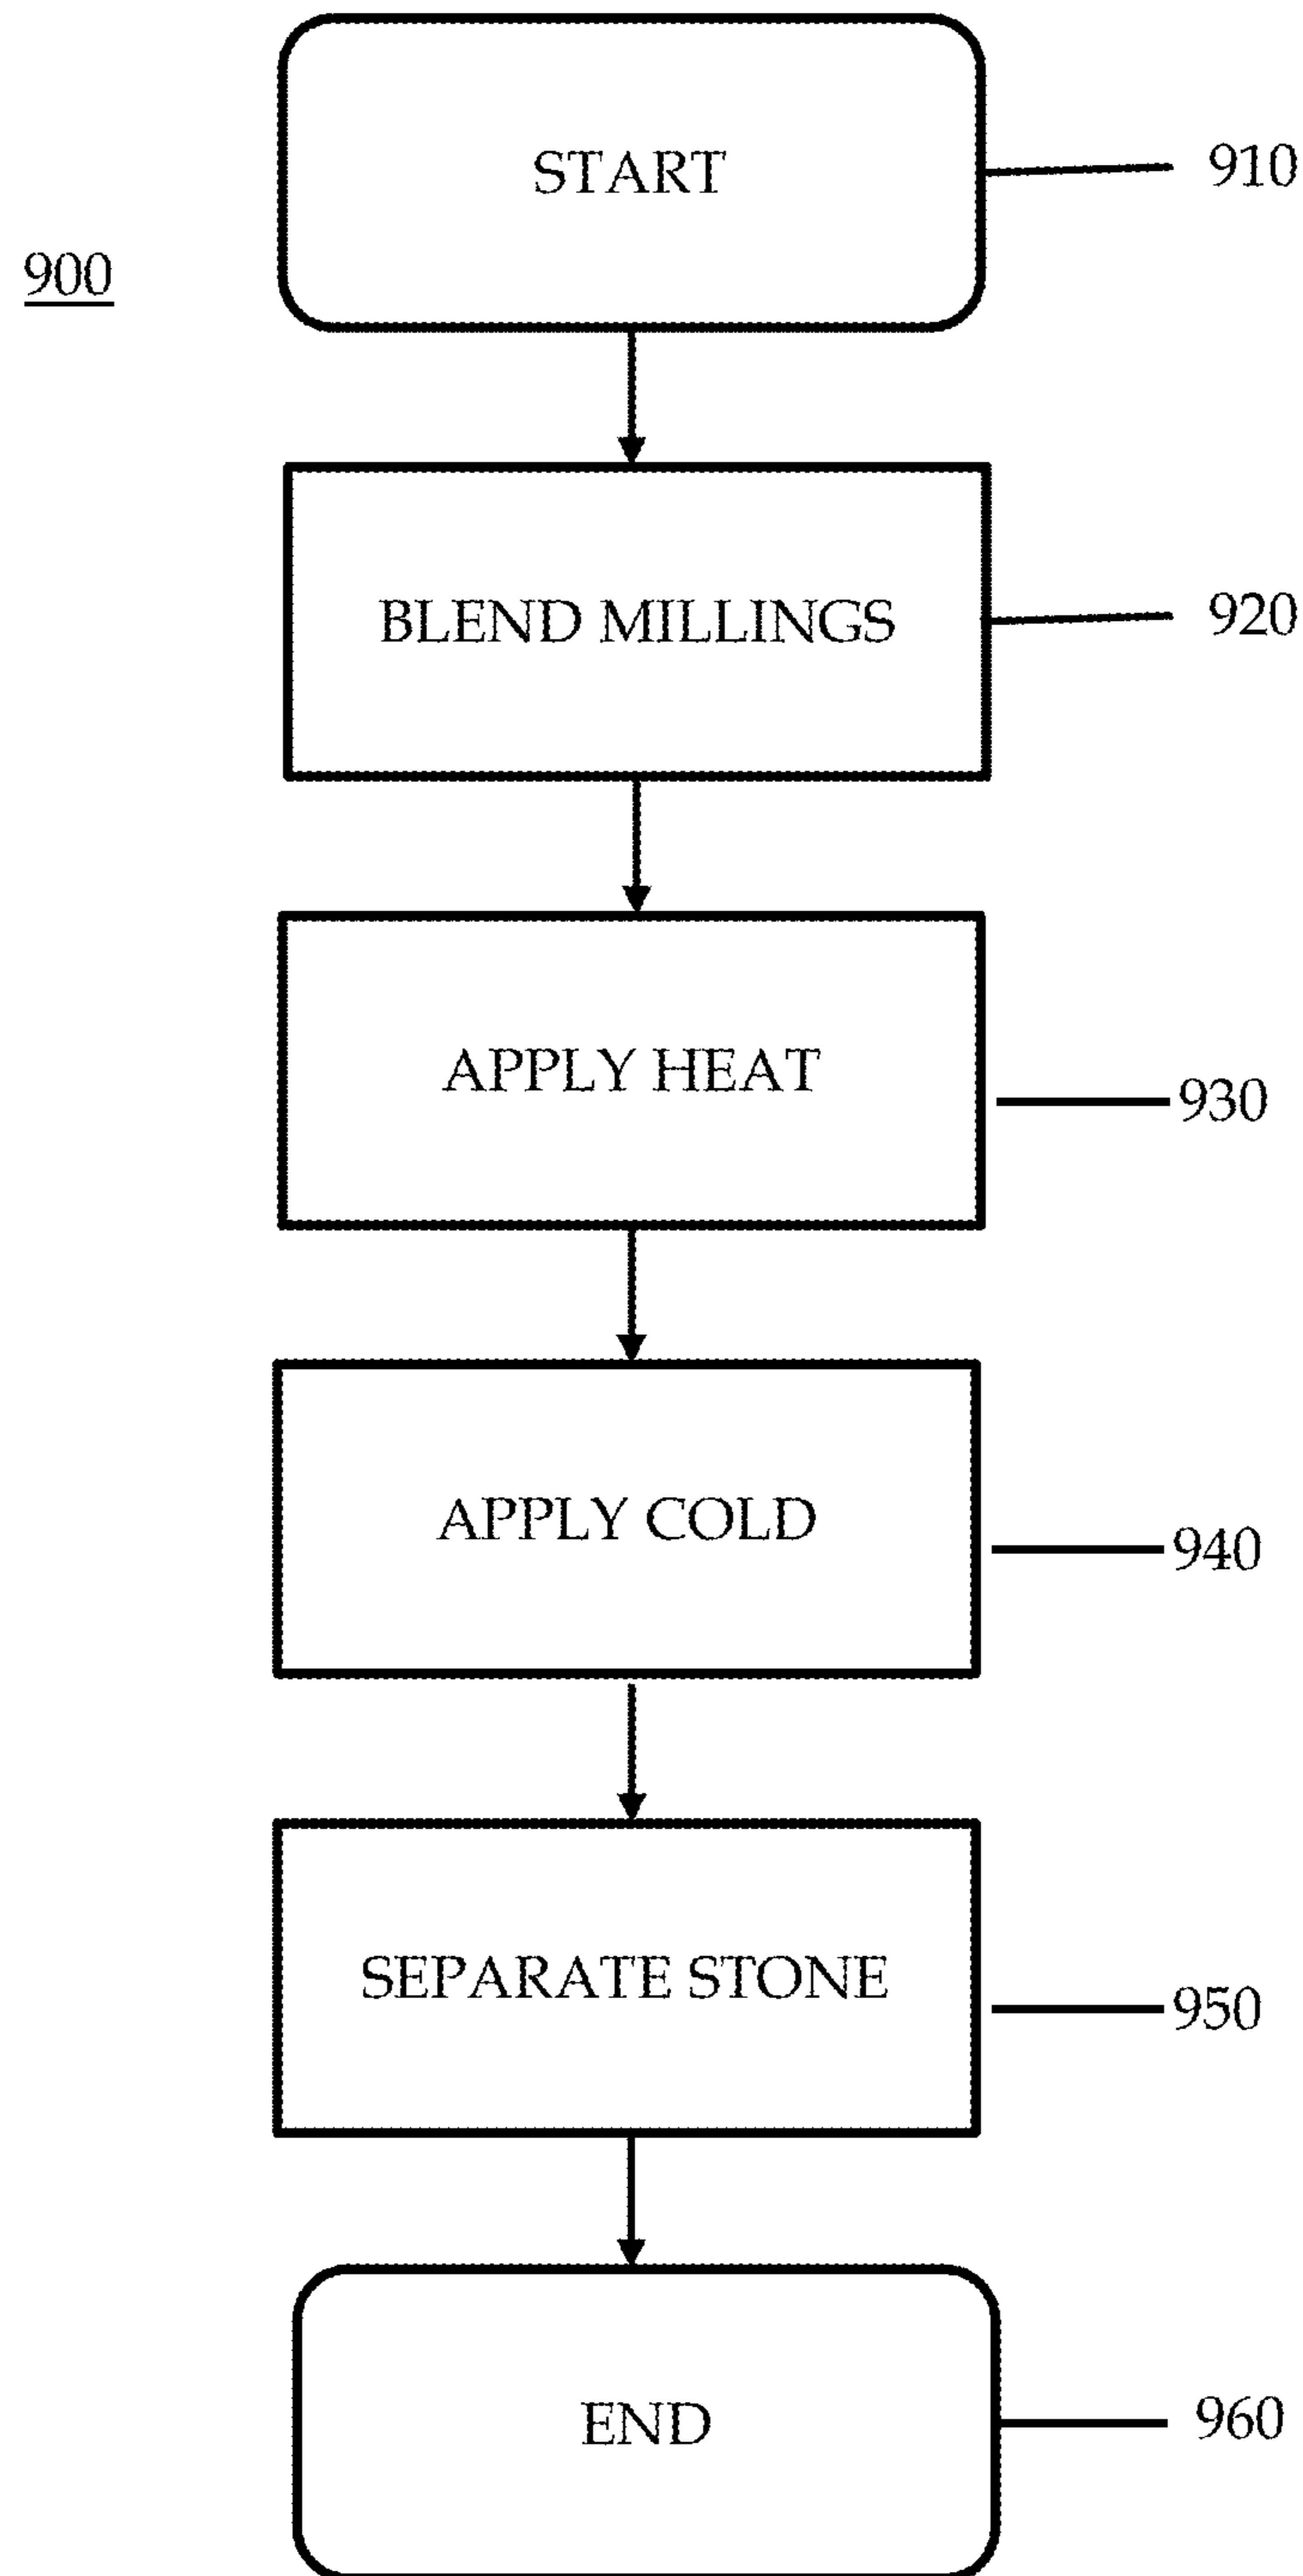 START
910
900
BLEND MILLINGS
920
APPLY HEAT
930
APPLY COLD
940
SEPARATE STONE
950
END
960